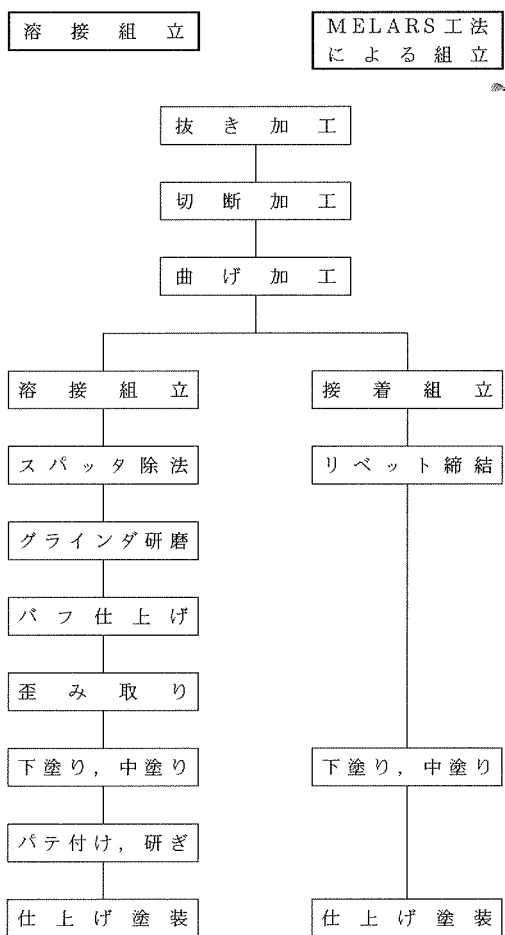 溶接組立
MELARS工法
による組立
抜き加工
切断加工
曲げ加工
溶接組立
接着組立
スパッタ除法
リベット締結
グラインダ研磨
バフ仕上げ
歪み取り
下塗り，中塗り
下塗り，中塗り
パテ付け，研ぎ
仕上げ塗装
仕上げ塗装